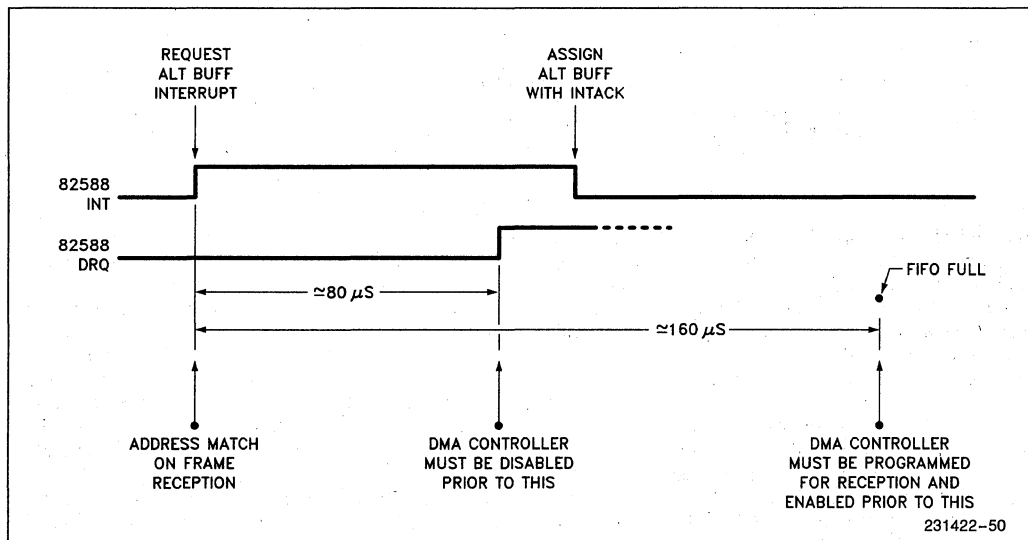 REQUEST
ALT BUFF
INTERRUPT
ASSIGN
ALT BUFF
WITH INTACK
82588
INT
82588
DRQ
FIFO FULL
≃80 μS
≃160 μS
ADDRESS MATCH
ON FRAME
RECEPTION
DMA CONTROLLER
MUST BE DISABLED
PRIOR TO THIS
DMA CONTROLLER
MUST BE PROGRAMMED
FOR RECEPTION AND
ENABLED PRIOR TO THIS
231422-50